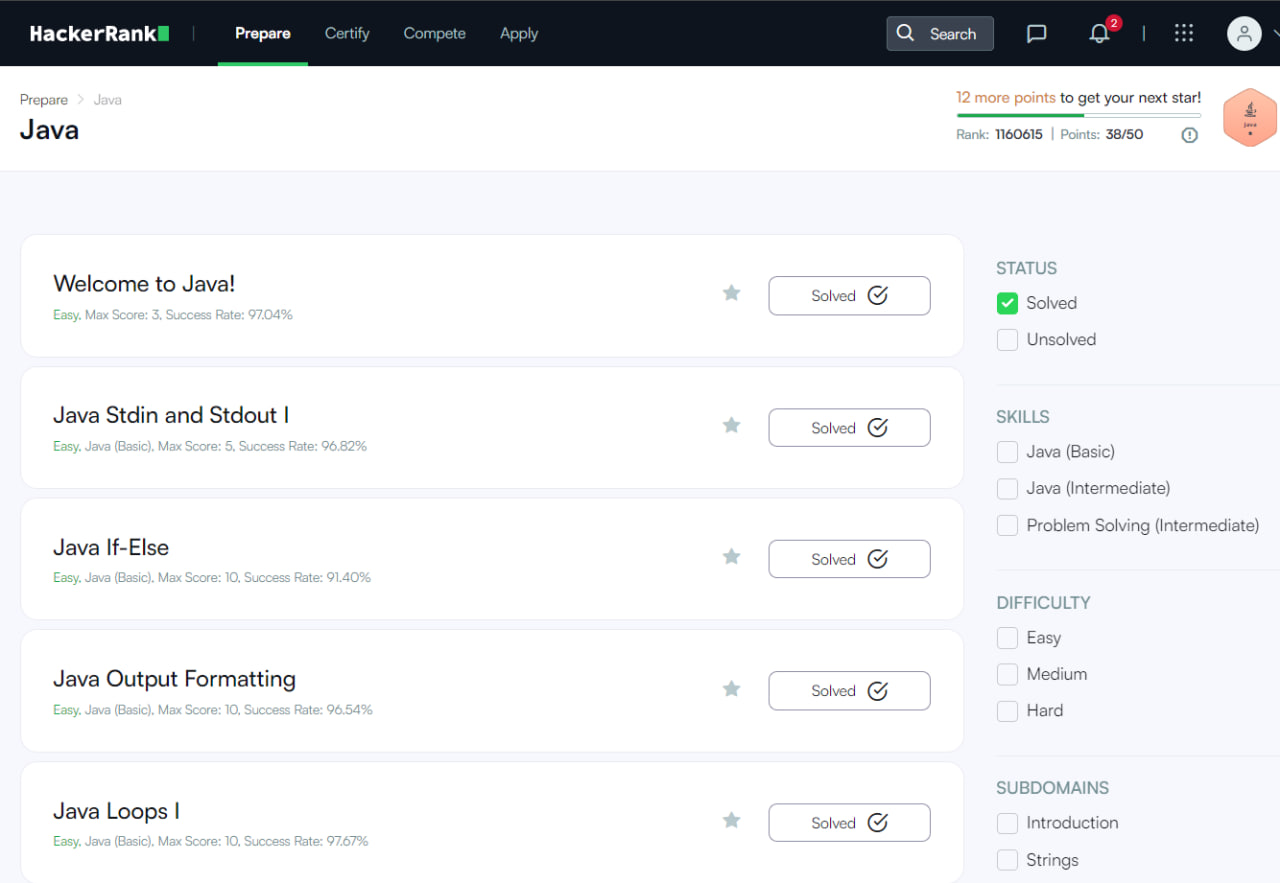 HackerRank Prepare Certify Compete Apply Search 2
Prepare > Java
Java
12 more points to get your next star!
Rank: 1160615 | Points: 38/50
Java
Welcome to Java!
Easy, Max Score: 3, Success Rate: 97.04%
Solved
Java Stdin and Stdout I
Easy, Java (Basic), Max Score: 5, Success Rate: 96.82%
Solved
Java If-Else
Easy, Java (Basic), Max Score: 10, Success Rate: 91.40%
Solved
Java Output Formatting
Easy, Java (Basic), Max Score: 10, Success Rate: 96.54%
Solved
Java Loops I
Easy, Java (Basic), Max Score: 10, Success Rate: 97.67%
Solved
STATUS
Solved
Unsolved
SKILLS
Java (Basic)
Java (Intermediate)
Problem Solving (Intermediate)
DIFFICULTY
Easy
Medium
Hard
SUBDOMAINS
Introduction
Strings